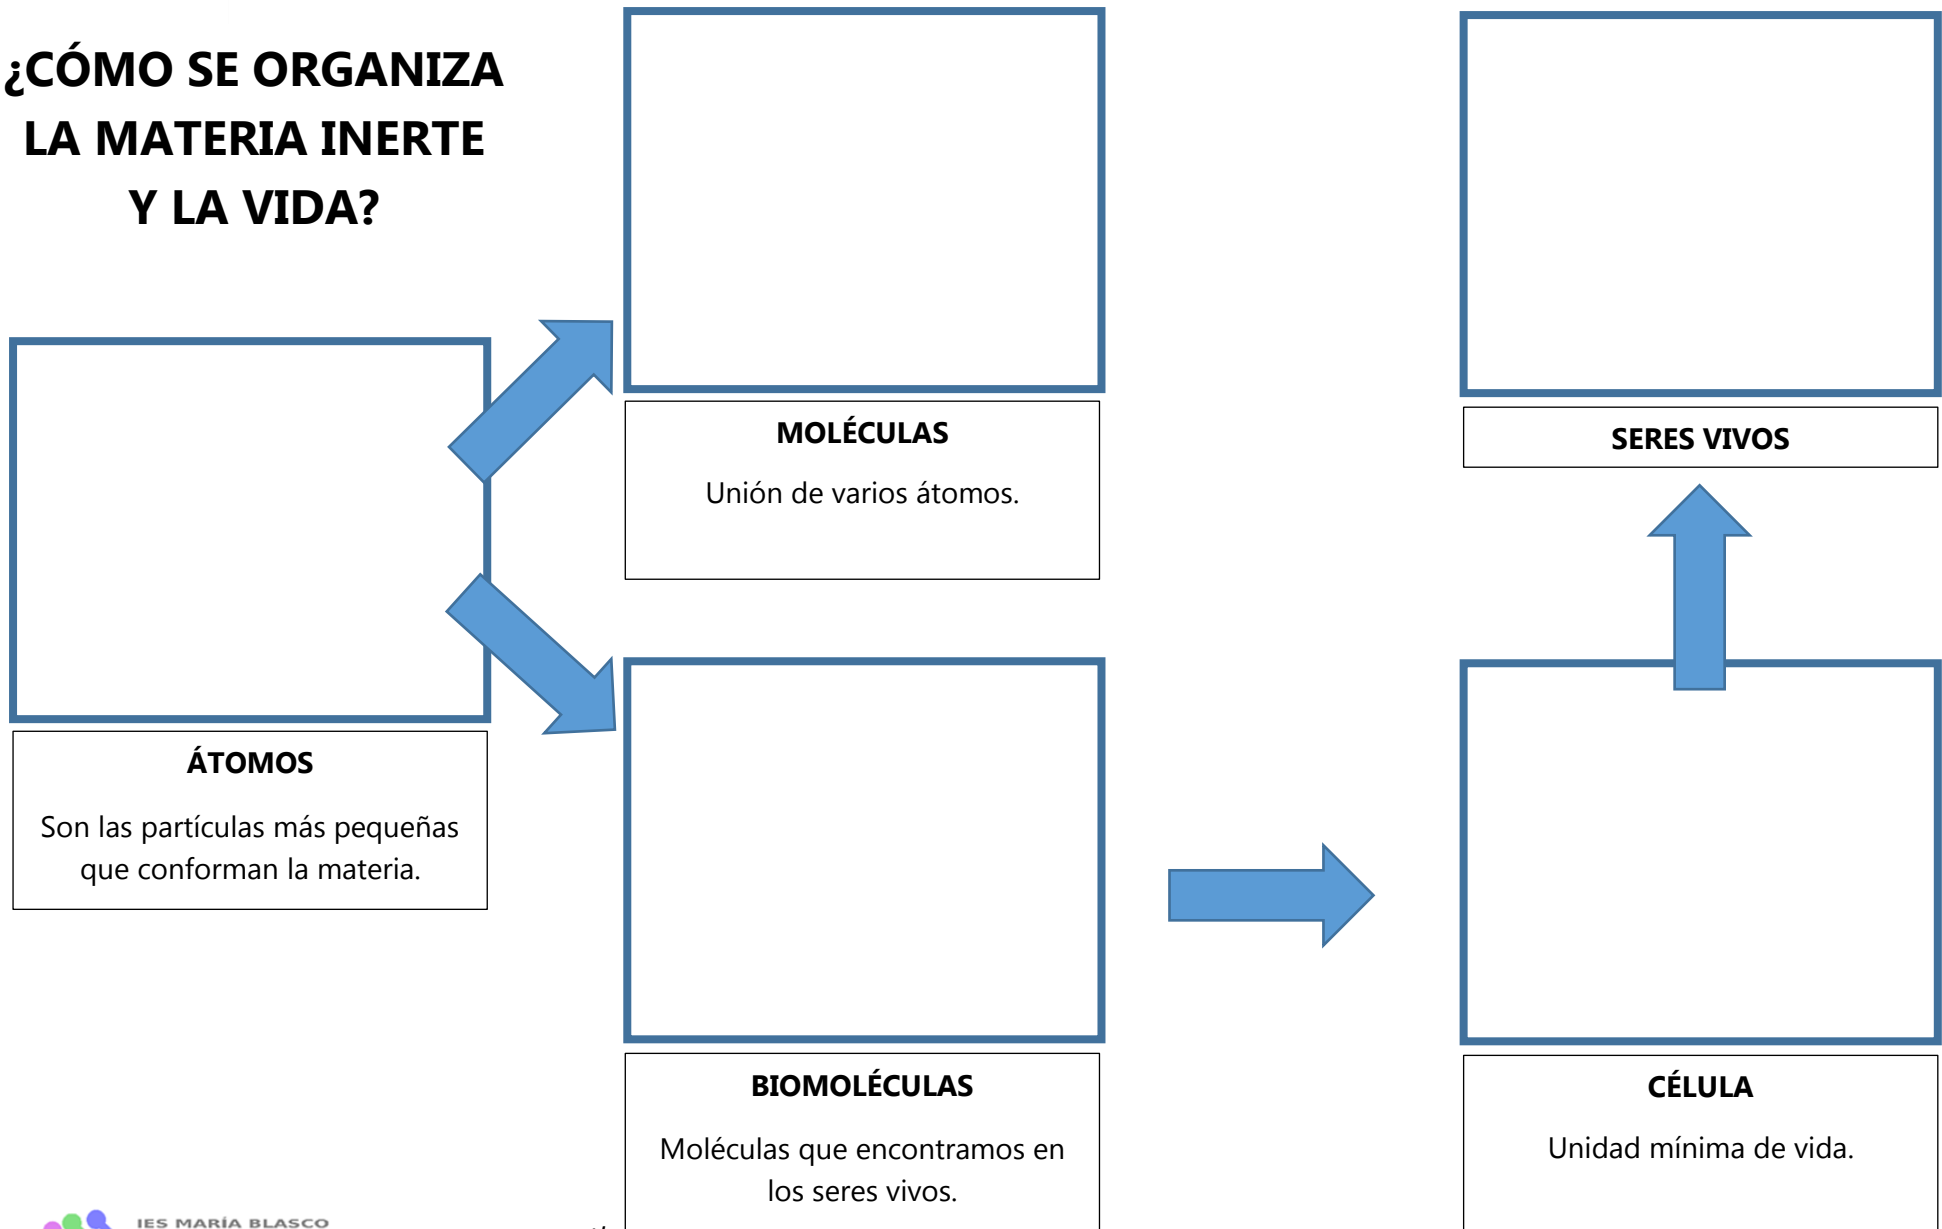 ¿CÓMO SE ORGANIZA
LA MATERIA INERTE
Y LA VIDA?
MOLÉCULAS
Unión de varios átomos.
SERES VIVOS
ÁTOMOS
Son las partículas más pequeñas
que conforman la materia.
BIOMOLÉCULAS
Moléculas que encontramos en
los seres vivos.
CÉLULA
Unidad mínima de vida.
IES MARÍA BLASCO